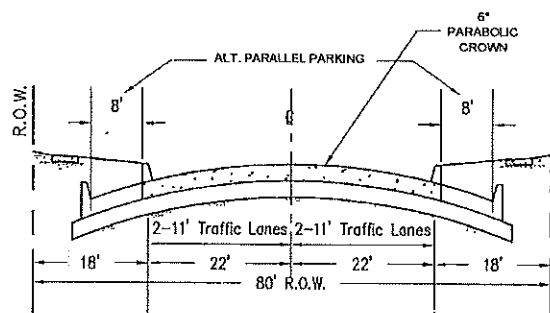 6"
PARABOLIC
CROWN
ALT. PARALLEL PARKING
8'
8'
R.O.W.
℄
2-11' Traffic Lanes
2-11' Traffic Lanes
18'
22'
22'
18'
80' R.O.W.